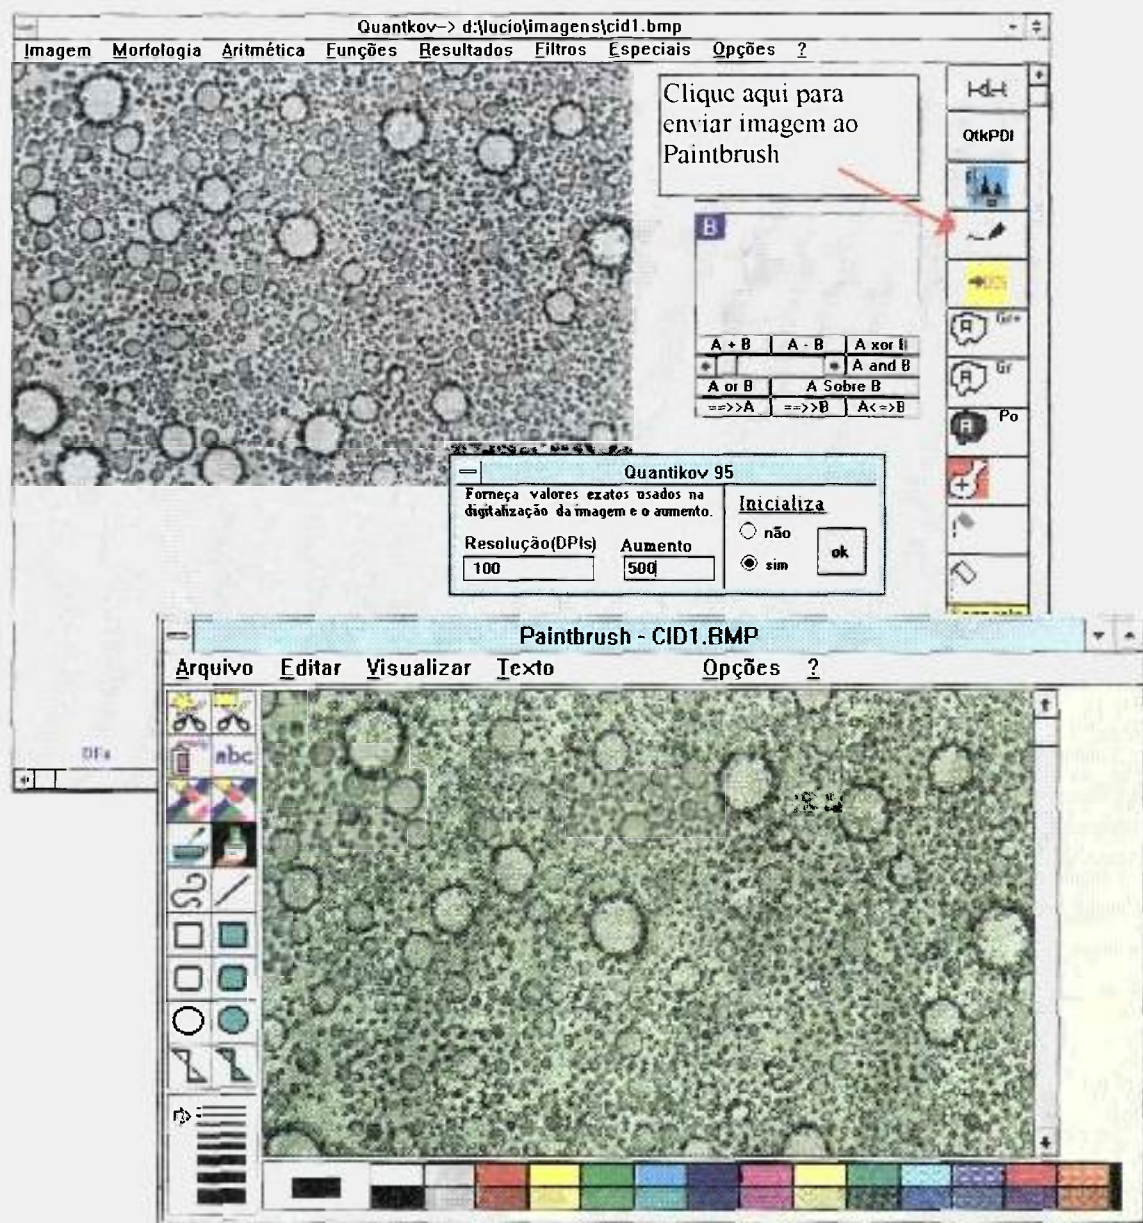 Quantkov-> d:\lucio\imagens\cid1.bmp
Imagem Morfologia Aritmética Funções Resultados Filtros Especiais Opções ?
Clique aqui para
enviar imagem ao
Paintbrush
QtkPDI
B
A + B A - B A xor B
A and B
A or B A Sobre B
==>>A ==>>B A<=>B
A Gr+
A Gr
A Po
Quantikov 95
Forneça valores exatos usados na
digitalização da imagem e o aumento.
Inicializa
não
Resolução(DPIs) Aumento
ok
100 500
sim
Paintbrush - CID1.BMP
Arquivo Editar Visualizar Texto Opções ?
abc